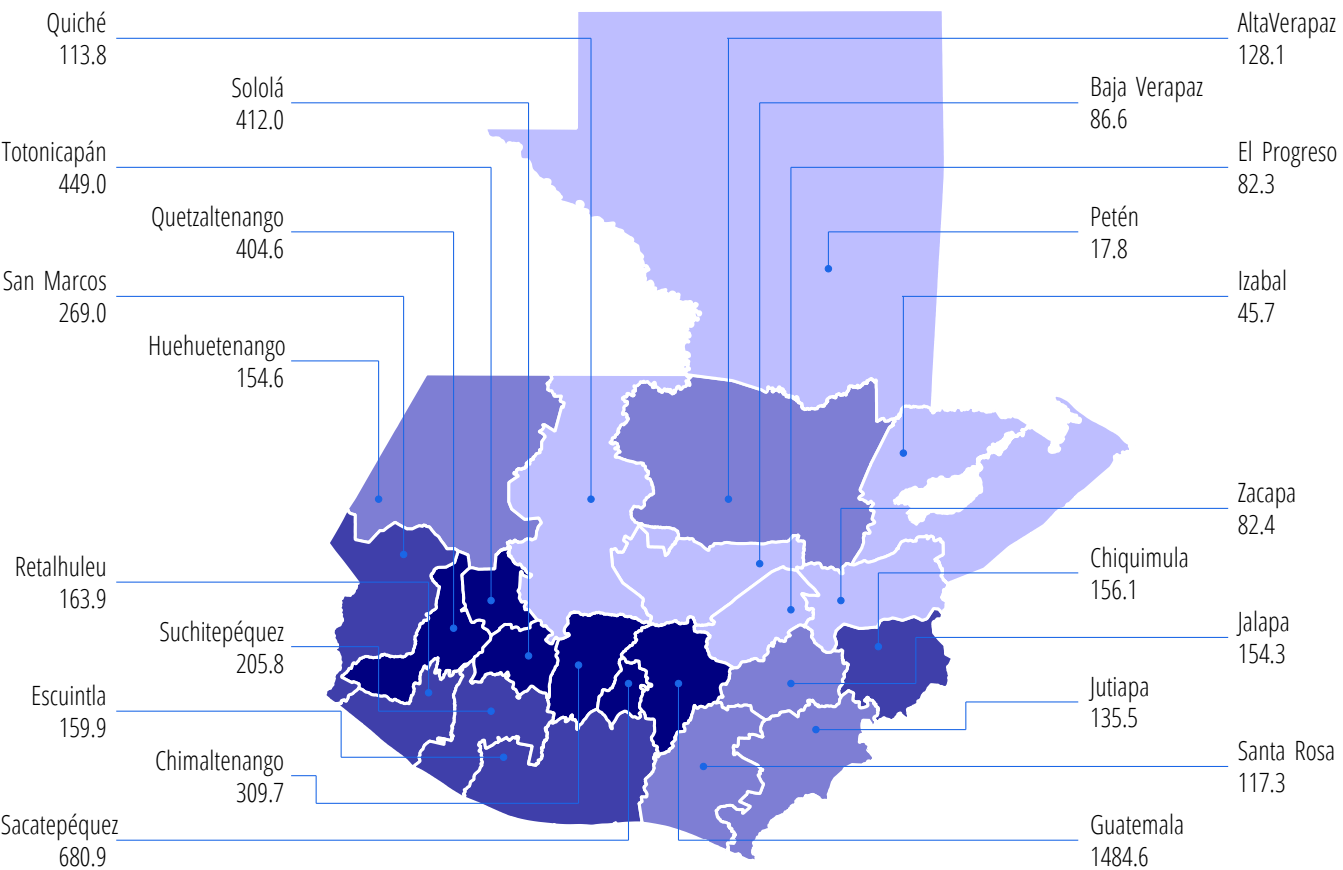 Quiché
113.8
Sololá
412.0
Totonicapán
449.0
Quetzaltenango
404.6
San Marcos
269.0
Huehuetenango
154.6
Retalhuleu
163.9
Suchitepéquez
205.8
Escuintla
159.9
Chimaltenango
309.7
Sacatepéquez
680.9
AltaVerapaz
128.1
Baja Verapaz
86.6
El Progreso
82.3
Petén
17.8
Izabal
45.7
Zacapa
82.4
Chiquimula
156.1
Jalapa
154.3
Jutiapa
135.5
Santa Rosa
117.3
Guatemala
1484.6